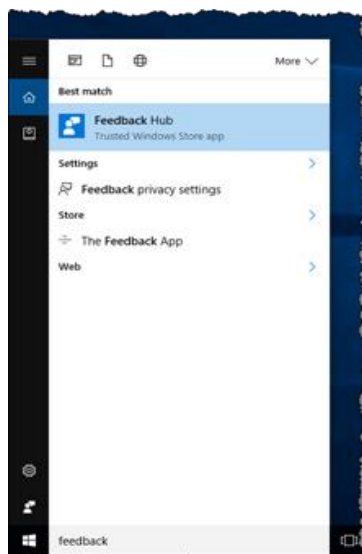 More
Best match
Feedback Hub
Trusted Windows Store app
Settings
Feedback privacy settings
Store
The Feedback App
Web
feedback